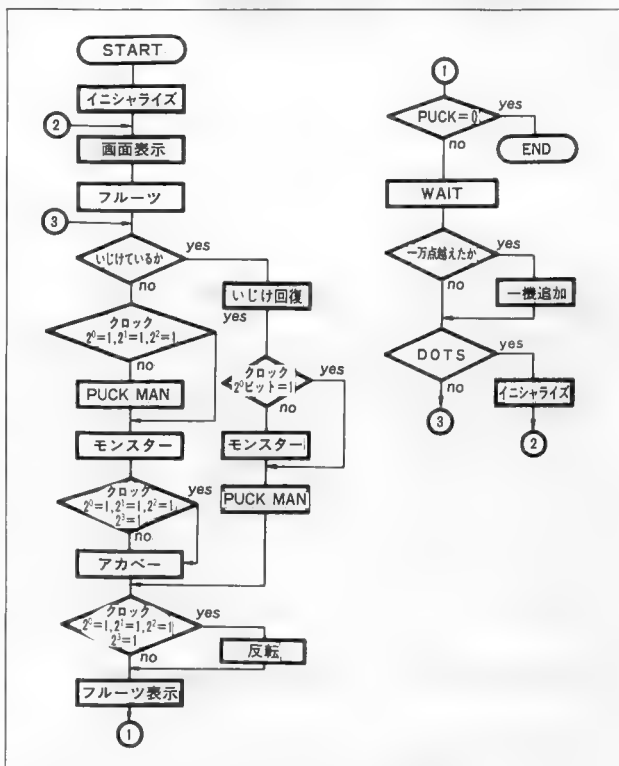 START
イニシャライズ
②
画面表示
フルーツ
③
いじけているか
yes
no
いじけ回復
yes
クロック
2⁰=1,2¹=1,2²=1
no
PUCK MAN
クロック
2⁰ビット=1
yes
no
モンスター
モンスター
PUCK MAN
クロック
2⁰=1,2¹=1,2²=1,
2³=1
yes
no
アカベー
クロック
2⁰=1,2¹=1,2²=1
2³=1
yes
no
反転
フルーツ表示
①
①
PUCK=0
yes
no
END
WAIT
一万点越えたか
yes
no
一機追加
DOTS
yes
no
イニシャライズ
③
②